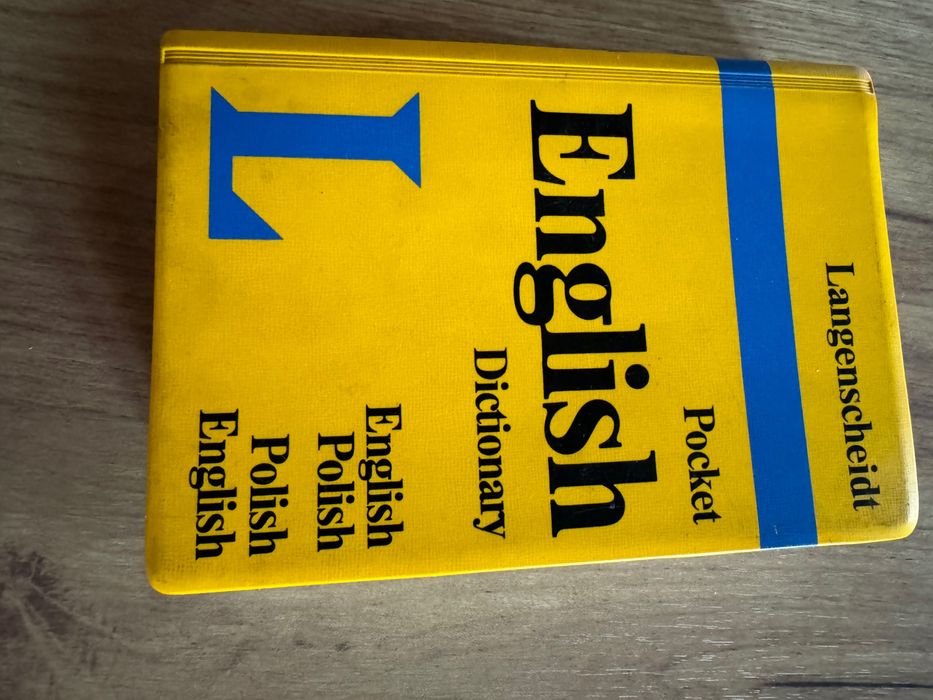 Langenscheidt
Pocket
English
Dictionary
English
Polish
Polish
English
L